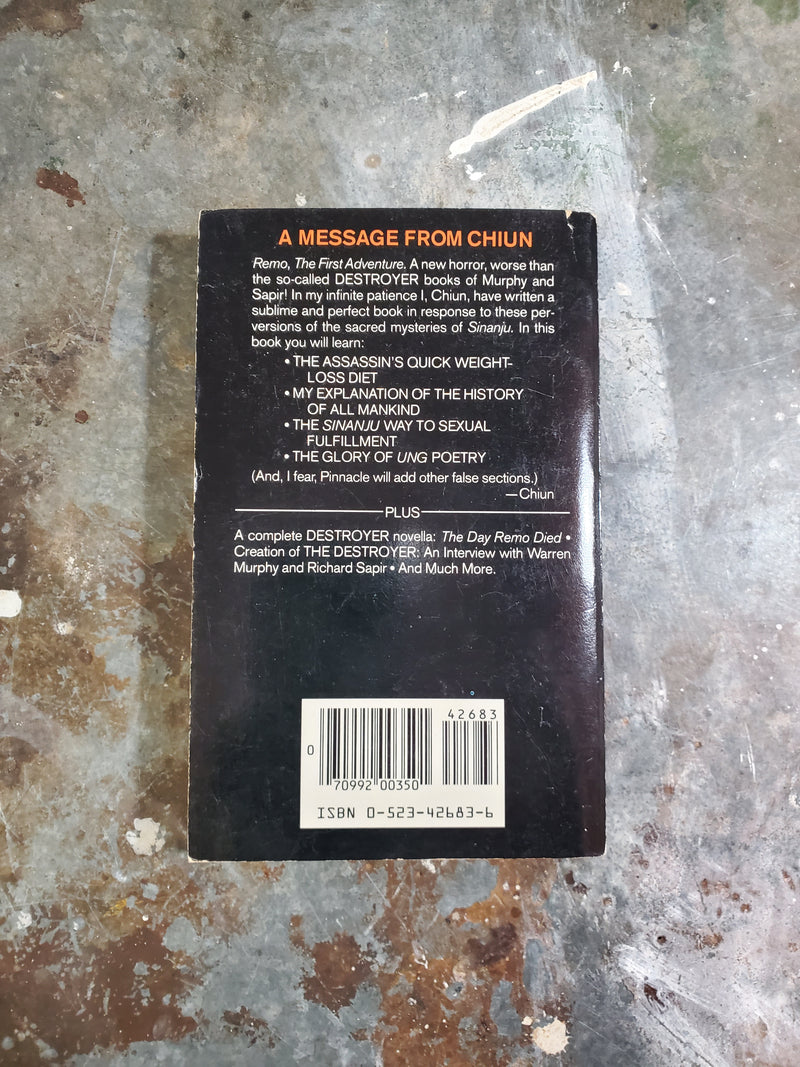 A MESSAGE FROM CHIUN
Remo, The First Adventure. A new horror, worse than
the so-called DESTROYER books of Murphy and
Sapir! In my infinite patience I, Chiun, have written a
sublime and perfect book in response to these per-
versions of the sacred mysteries of Sinanju. In this
book you will learn:
• THE ASSASSIN'S QUICK WEIGHT-
LOSS DIET
• MY EXPLANATION OF THE HISTORY
OF ALL MANKIND
• THE SINANJU WAY TO SEXUAL
FULFILLMENT
• THE GLORY OF UNG POETRY
(And, I fear, Pinnacle will add other false sections.)
—Chiun
PLUS
A complete DESTROYER novella: The Day Remo Died •
Creation of THE DESTROYER: An Interview with Warren
Murphy and Richard Sapir • And Much More.
42683
0
70992 00350
ISBN 0-523-42683-6